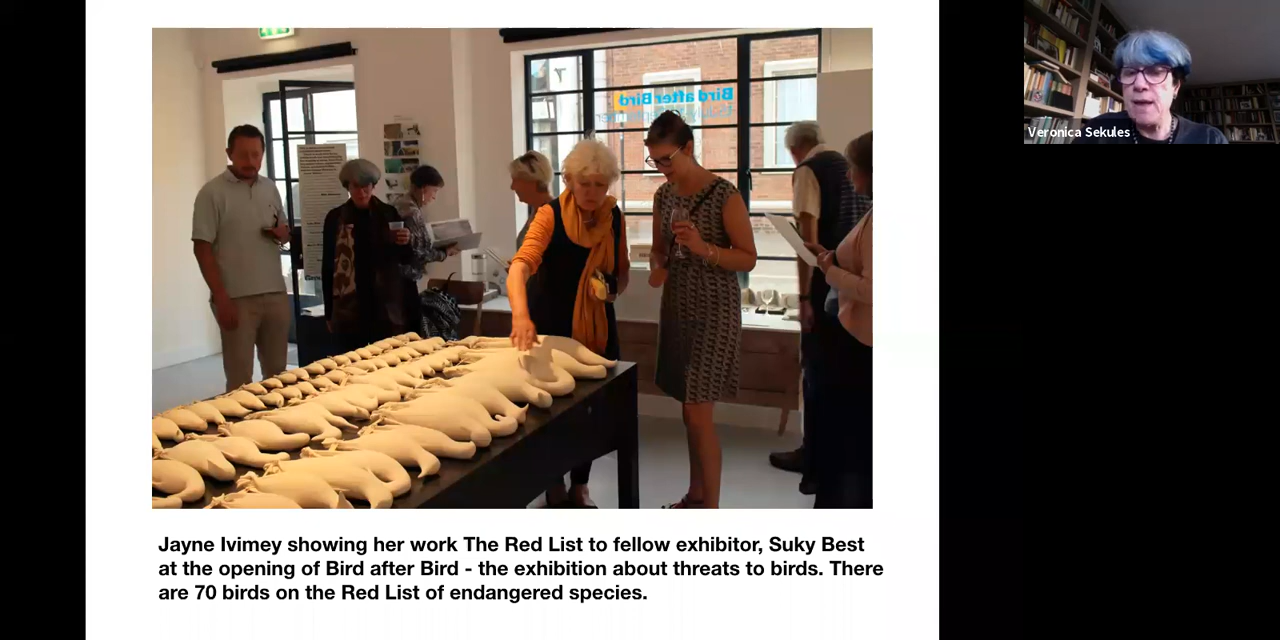 Bird after Bird
Veronica Sekules
Jayne Ivimey showing her work The Red List to fellow exhibitor, Suky Best
at the opening of Bird after Bird - the exhibition about threats to birds. There
are 70 birds on the Red List of endangered species.